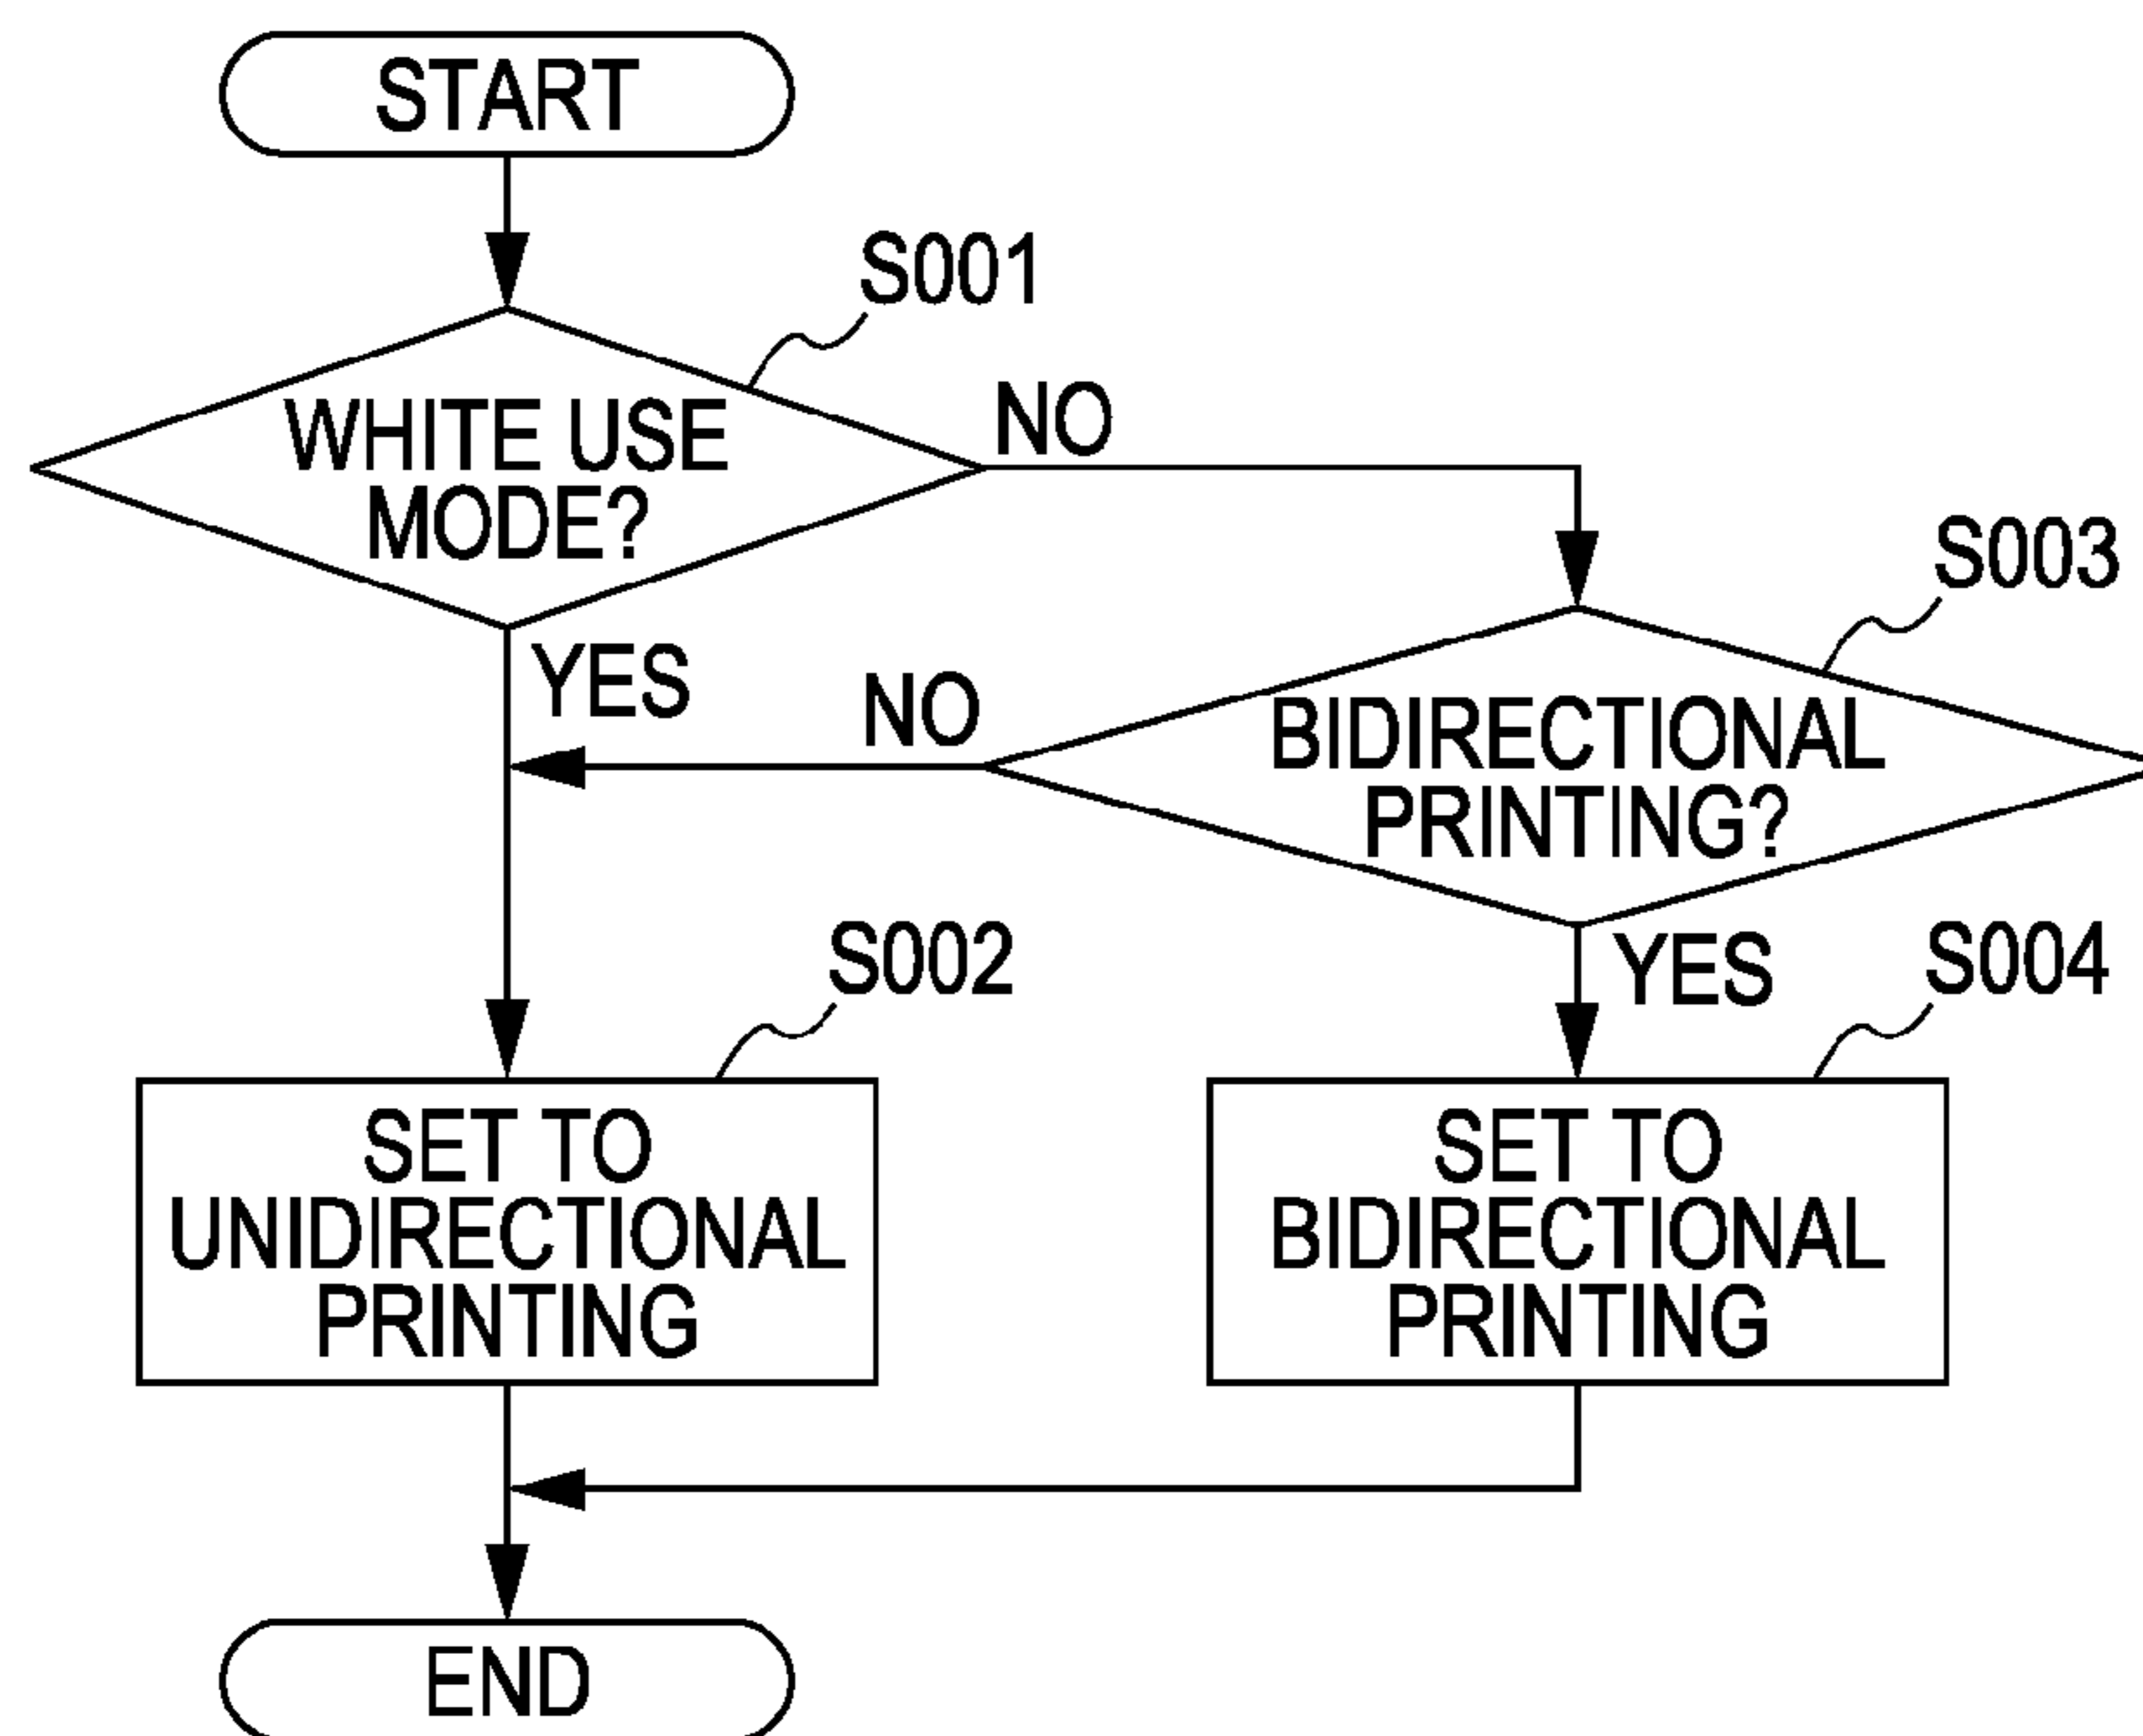 START
S001
WHITE USE
MODE?
NO
YES
S003
BIDIRECTIONAL
PRINTING?
NO
YES
S002
SET TO
UNIDIRECTIONAL
PRINTING
S004
SET TO
BIDIRECTIONAL
PRINTING
END